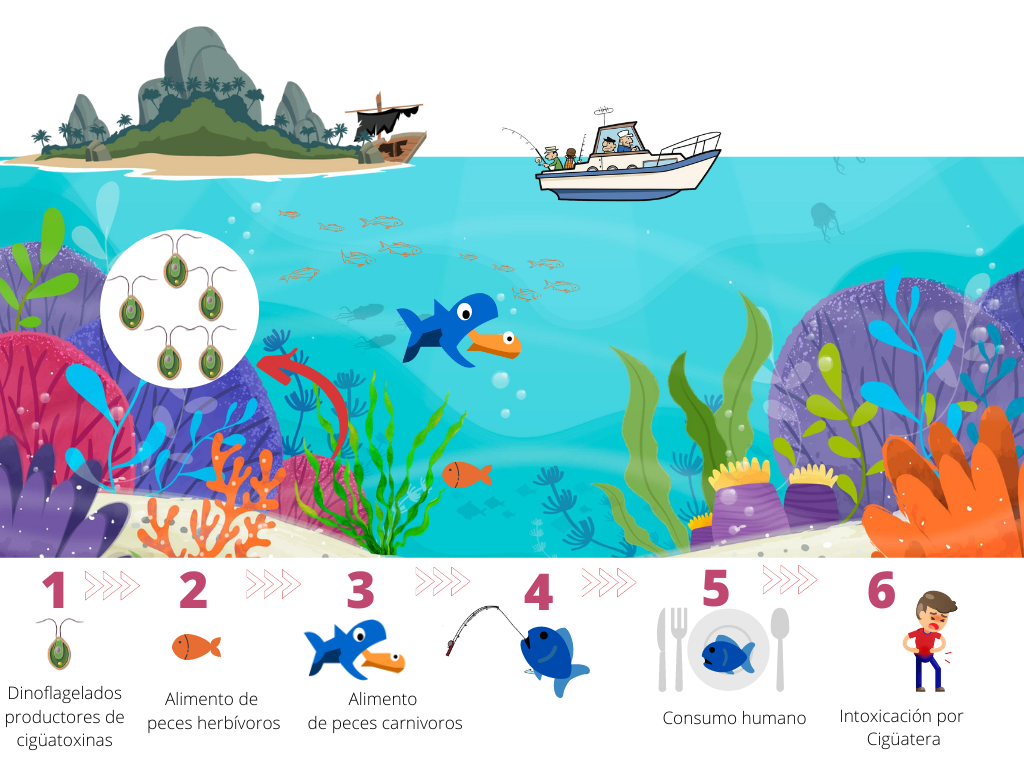 1
2
3
4
5
6
Dinoflagelados
productores de
cigüatoxinas
Alimento de
peces herbívoros
Alimento
de peces carnivoros
Consumo humano
Intoxicación por
Cigüatera